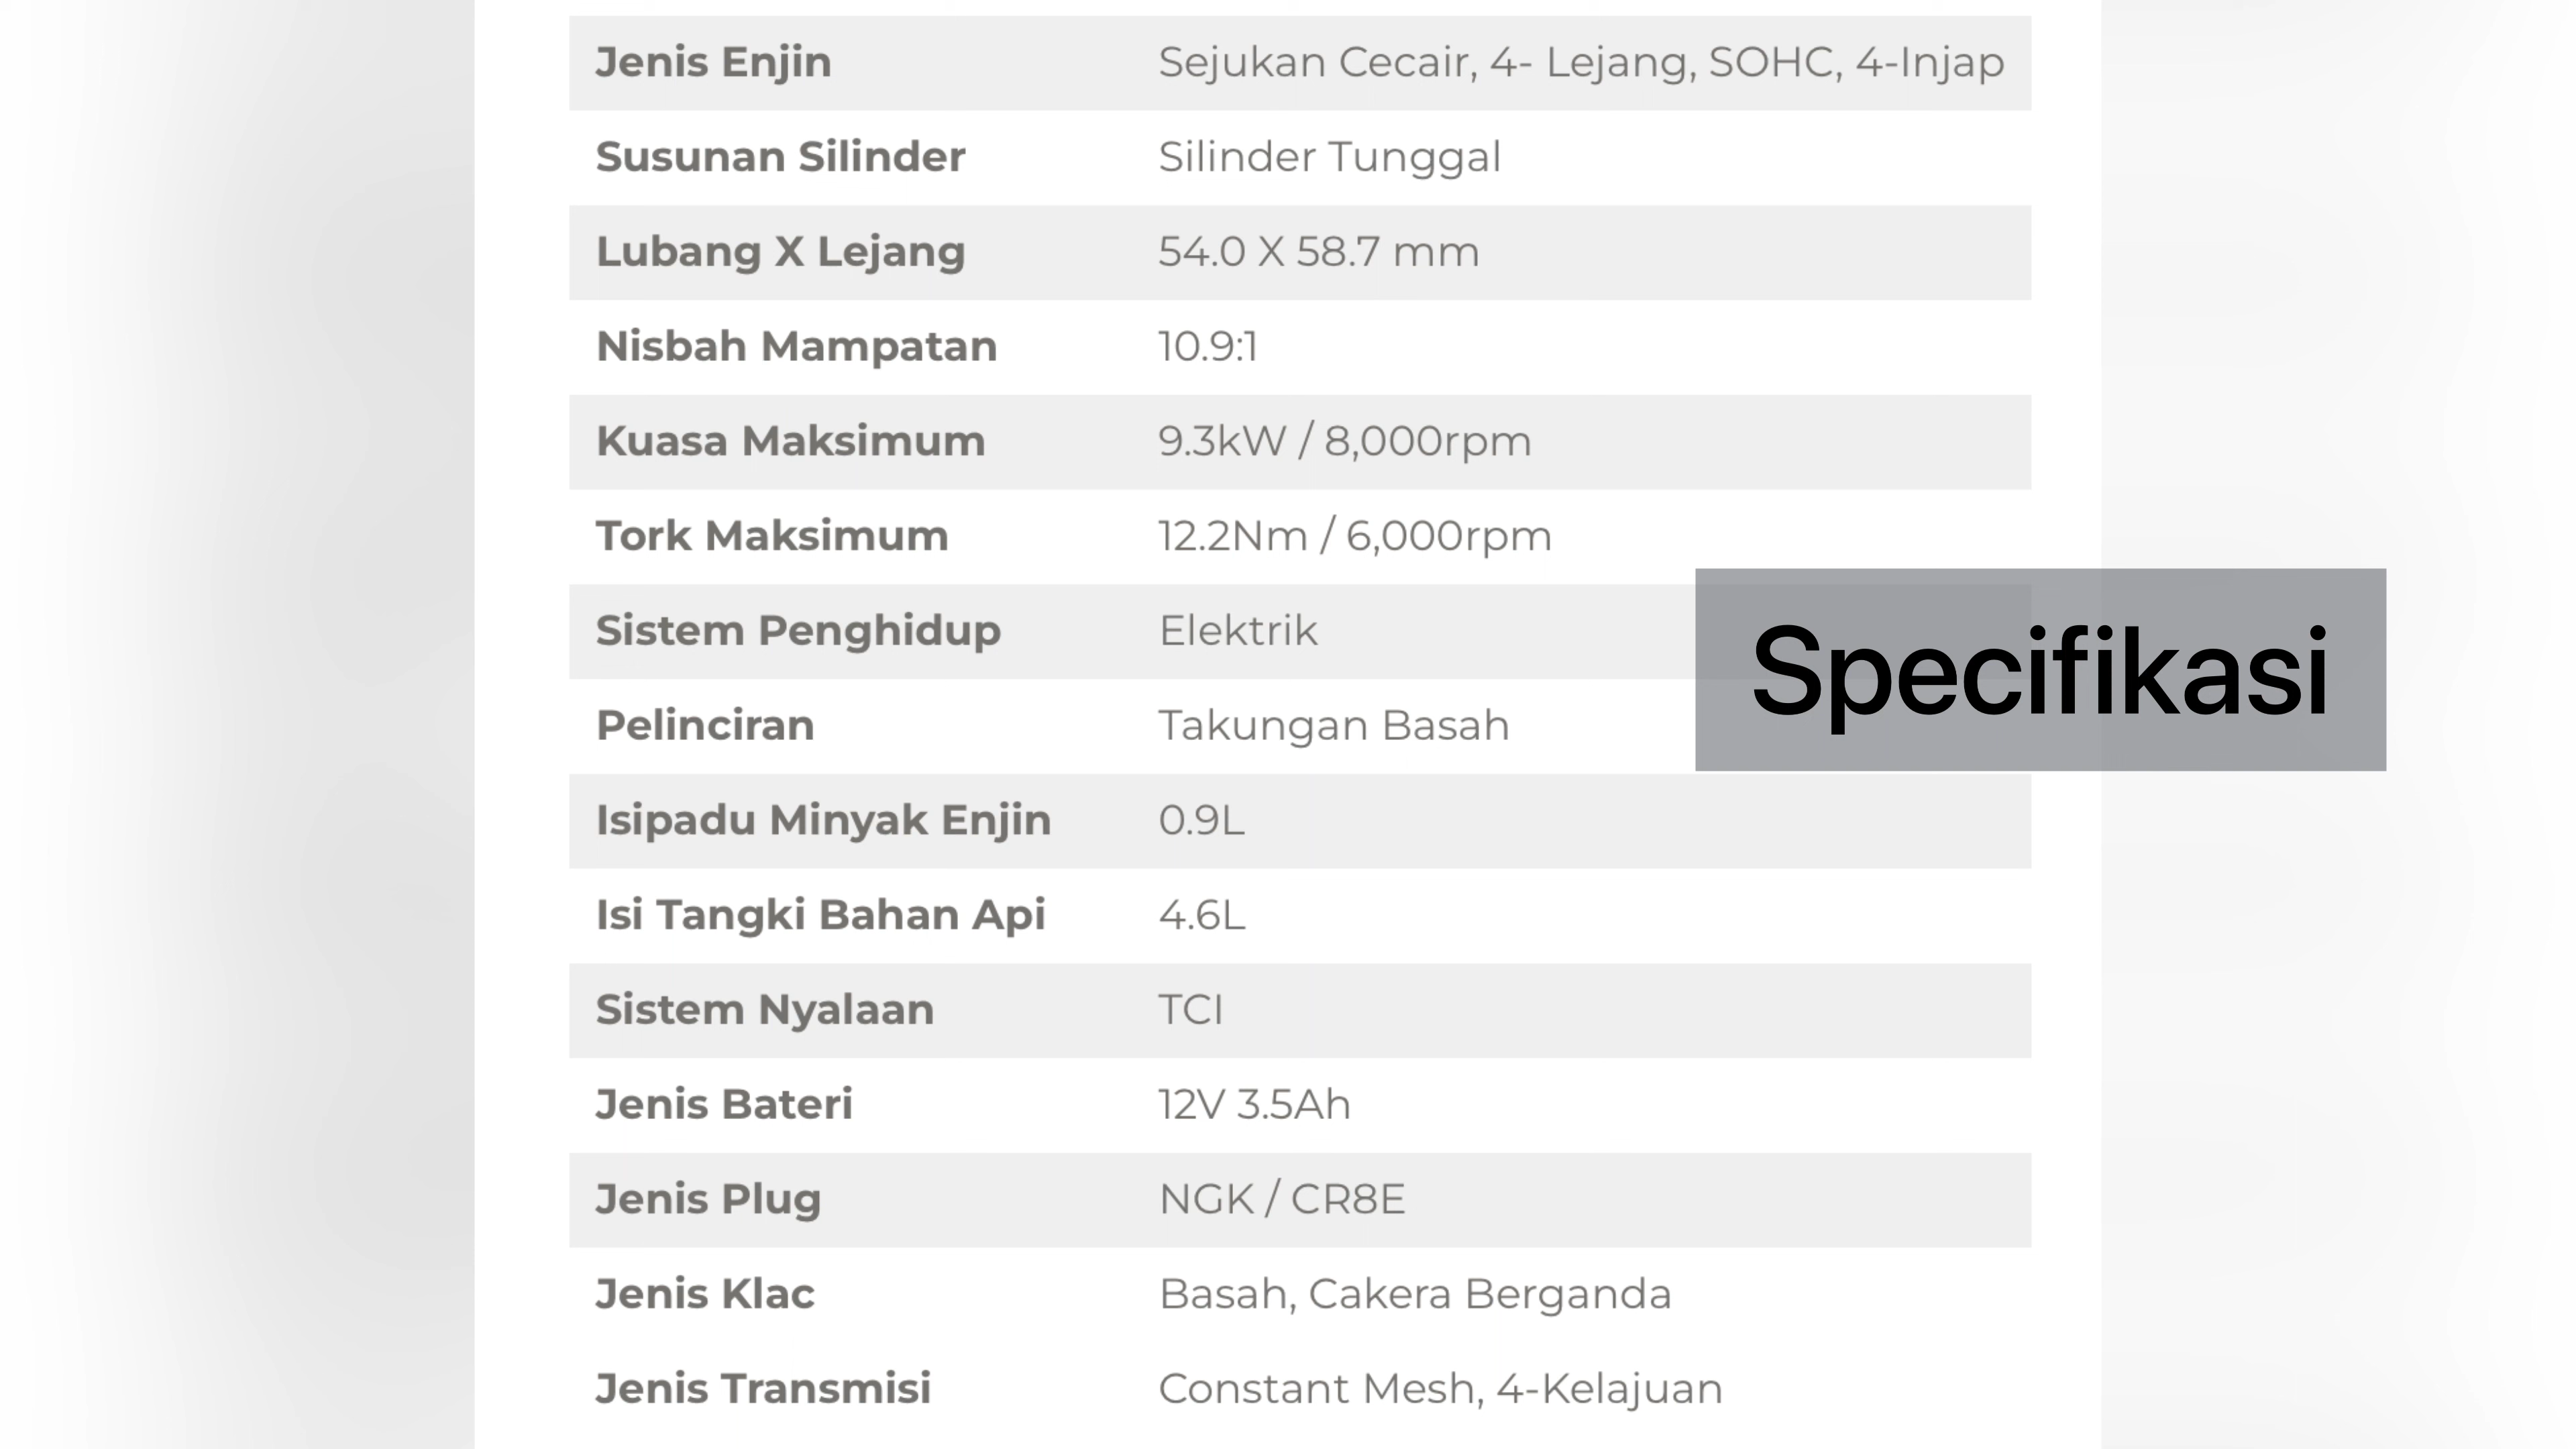 Jenis Enjin Sejukan Cecair, 4- Lejang, SOHC, 4-Injap
Susunan Silinder Silinder Tunggal
Lubang X Lejang 54.0 X 58.7 mm
Nisbah Mampatan 10.9:1
Kuasa Maksimum 9.3kW / 8,000rpm
Tork Maksimum 12.2Nm / 6,000rpm
Sistem Penghidup Elektrik
Specifikasi
Pelinciran Takungan Basah
Isipadu Minyak Enjin 0.9L
Isi Tangki Bahan Api 4.6L
Sistem Nyalaan TCI
Jenis Bateri 12V 3.5Ah
Jenis Plug NGK / CR8E
Jenis Klac Basah, Cakera Berganda
Jenis Transmisi Constant Mesh, 4-Kelajuan